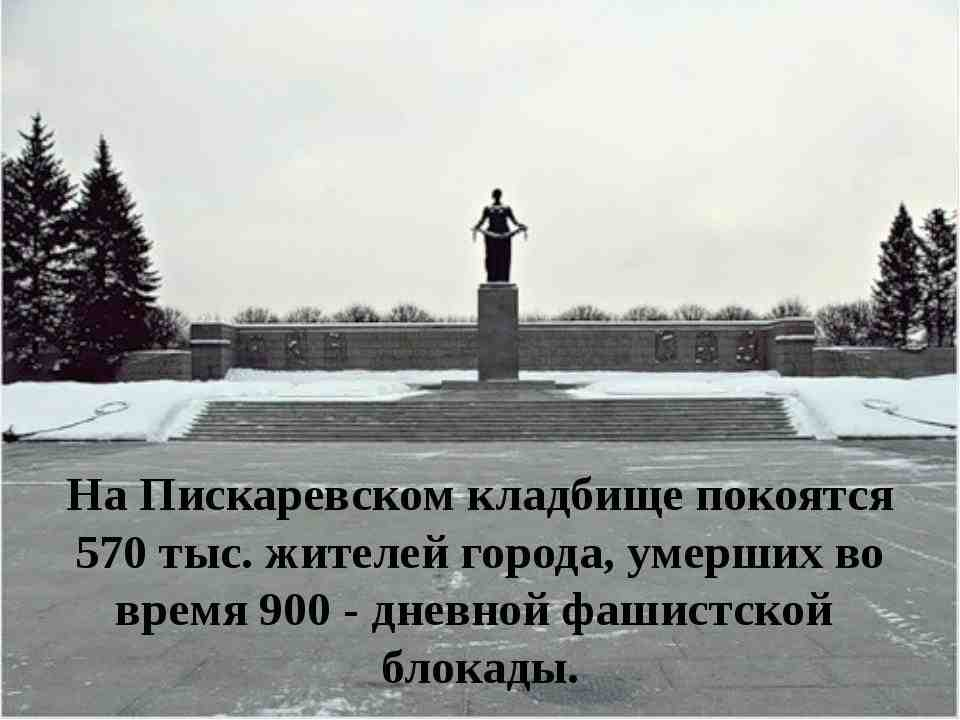 На Пискаревском кладбище покоятся
570 тыс. жителей города, умерших во
время 900 - дневной фашистской
блокады.